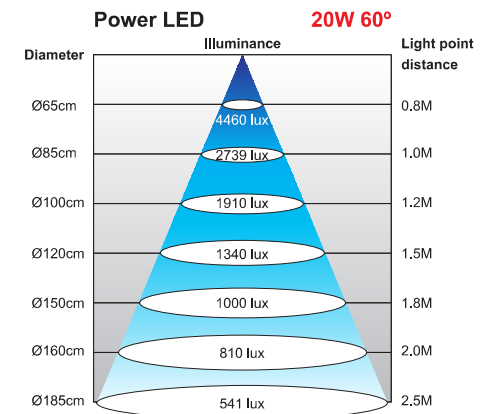 Power LED 20W 60º
Diameter Illuminance Light point distance
Ø65cm 4460 lux 0.8M
Ø85cm 2739 lux 1.0M
Ø100cm 1910 lux 1.2M
Ø120cm 1340 lux 1.5M
Ø150cm 1000 lux 1.8M
Ø160cm 810 lux 2.0M
Ø185cm 541 lux 2.5M